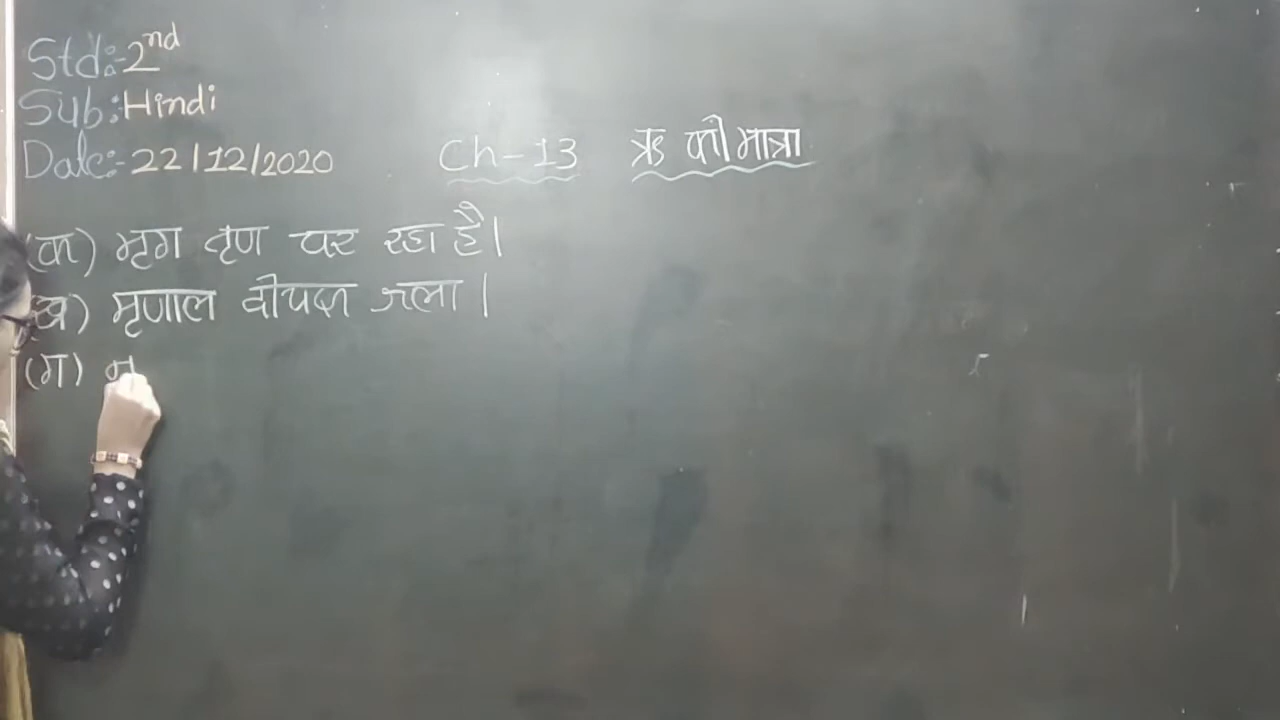 Std:-2nd
Sub:Hindi
Date:-22/12/2020
Ch-13 ऋ की मात्रा
(क) मृग तृण चर रहा है।
(ख) मृणाल दीपक जला।
(ग)